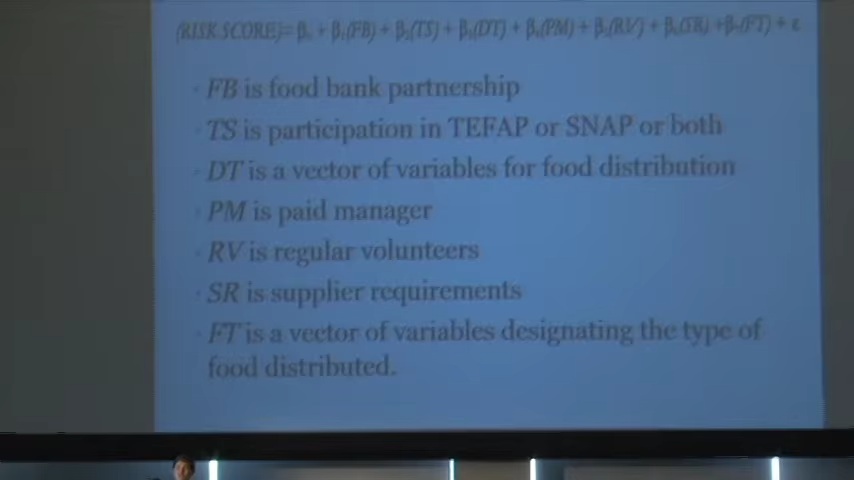 (RISK SCORE)= β₀ + β₁(FB) + β₂(TS) + β₃(DT) + β₄(PM) + β₅(RV) + β₆(SR) +β₇(FT) + ε
· FB is food bank partnership
· TS is participation in TEFAP or SNAP or both
· DT is a vector of variables for food distribution
· PM is paid manager
· RV is regular volunteers
· SR is supplier requirements
· FT is a vector of variables designating the type of
food distributed.